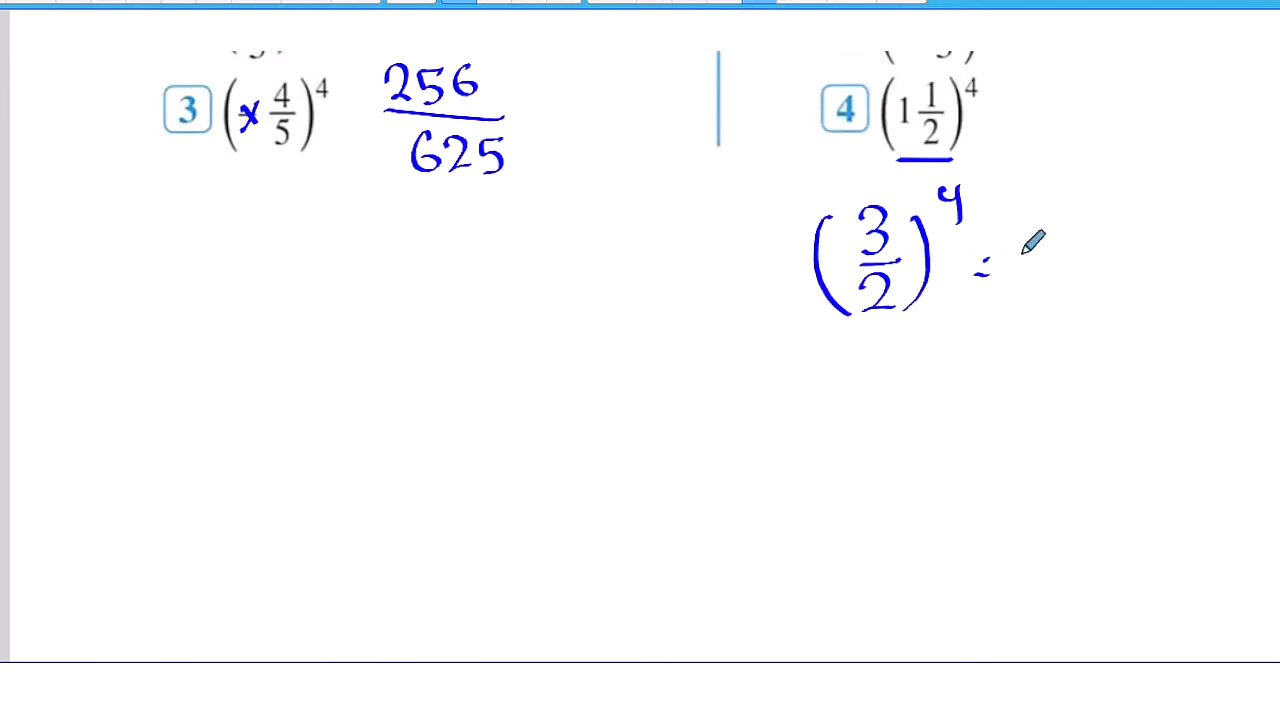 3 (-4/5)^4 256/625
4 (1 1/2)^4
(3/2)^4 =